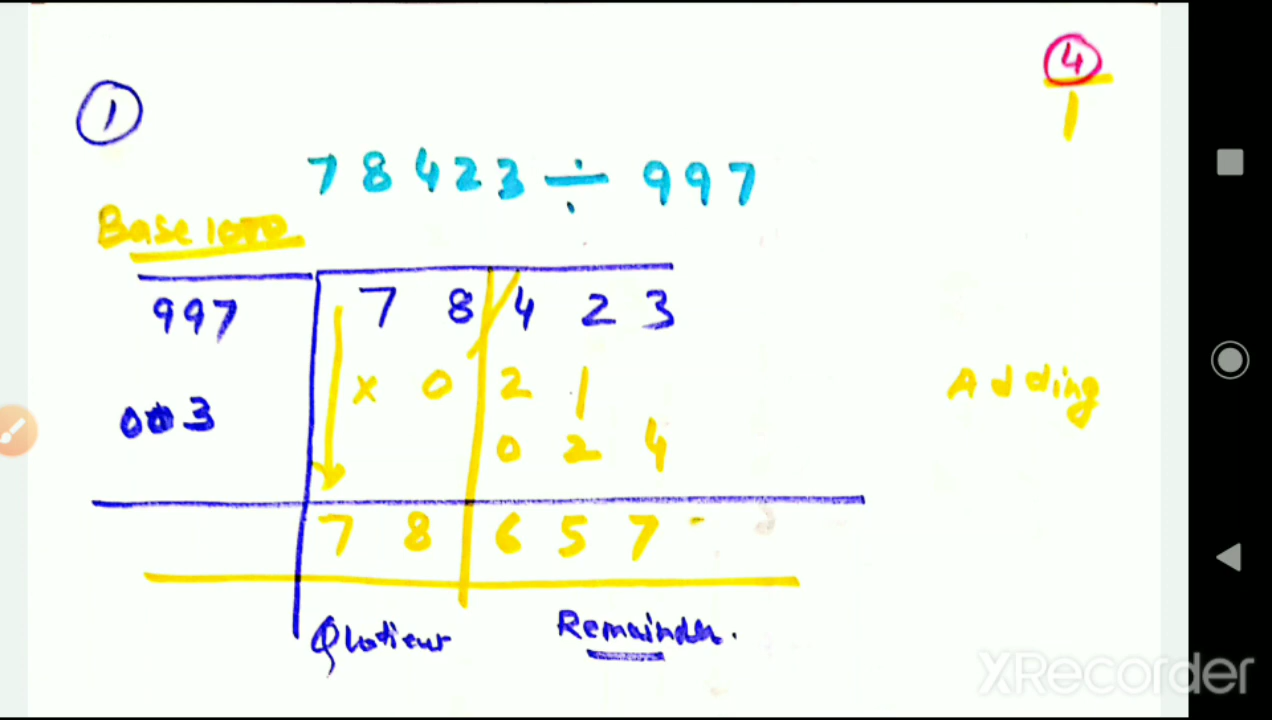 ①
④
1
78423 ÷ 997
Base 1000
997 7 8 4 2 3
003 x 0 2 1
Adding
0 2 4
7 8 6 5 7
Quotient Remainder.
XRecorder